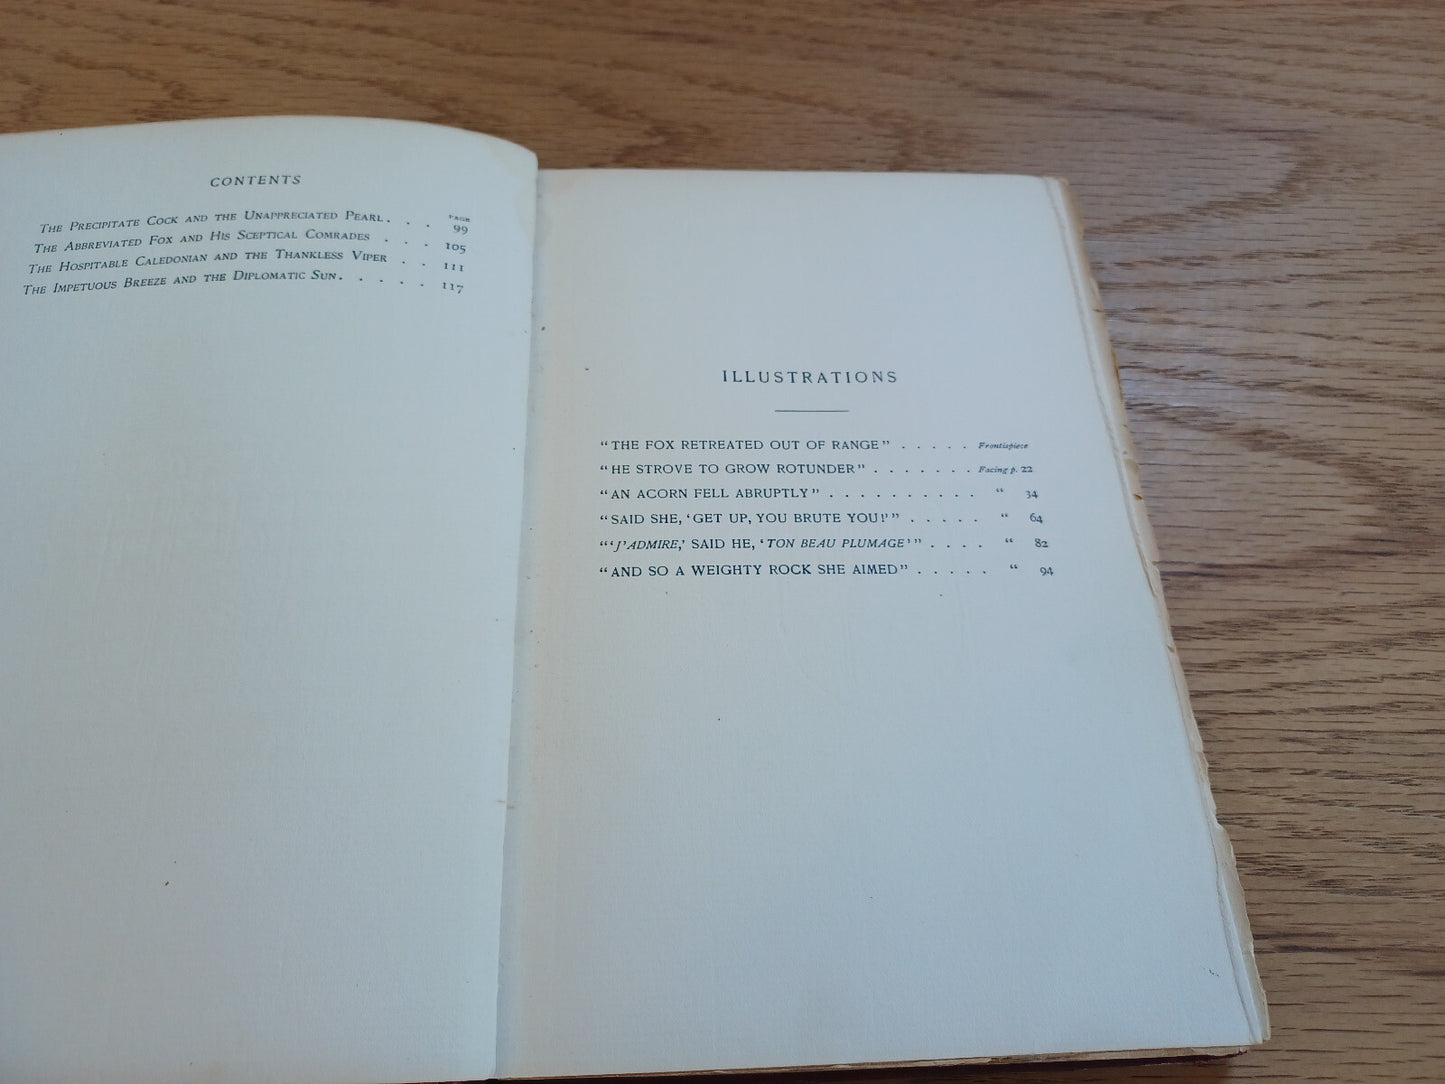 CONTENTS
PAGE
THE PRECIPITATE COCK AND THE UNAPPRECIATED PEARL . . . 99
THE ABBREVIATED FOX AND HIS SCEPTICAL COMRADES . . . 105
THE HOSPITABLE CALEDONIAN AND THE THANKLESS VIPER . . 111
THE IMPETUOUS BREEZE AND THE DIPLOMATIC SUN . . . . . 117
ILLUSTRATIONS
"THE FOX RETREATED OUT OF RANGE" . . . . . Frontispiece
"HE STROVE TO GROW ROTUNDER" . . . . . . . Facing p. 22
"AN ACORN FELL ABRUPTLY" . . . . . . . . . . " 34
"SAID SHE, 'GET UP, YOU BRUTE YOU!'" . . . . . " 64
"'J'ADMIRE,' SAID HE, 'TON BEAU PLUMAGE'" . . . . " 82
"AND SO A WEIGHTY ROCK SHE AIMED" . . . . . " 94